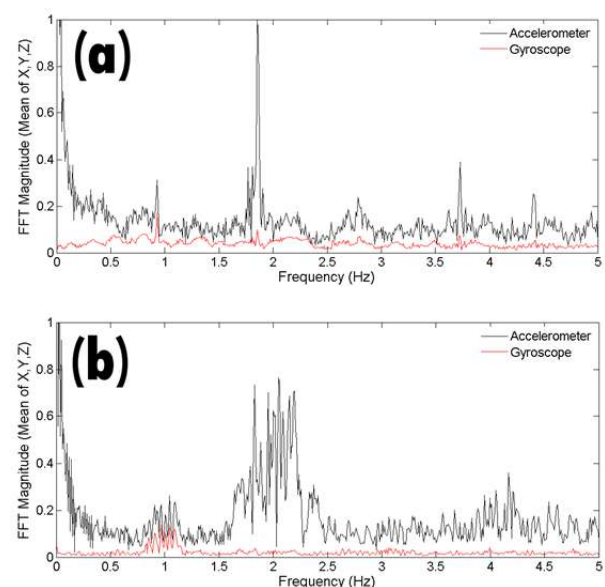 (a)
Accelerometer
Gyroscope
FFT Magnitude (Mean of X,Y,Z)
1
0.8
0.6
0.4
0.2
0
0 0.5 1 1.5 2 2.5 3 3.5 4 4.5 5
Frequency (Hz)
(b)
Accelerometer
Gyroscope
FFT Magnitude (Mean of X,Y,Z)
1
0.8
0.6
0.4
0.2
0
0 0.5 1 1.5 2 2.5 3 3.5 4 4.5 5
Frequency (Hz)